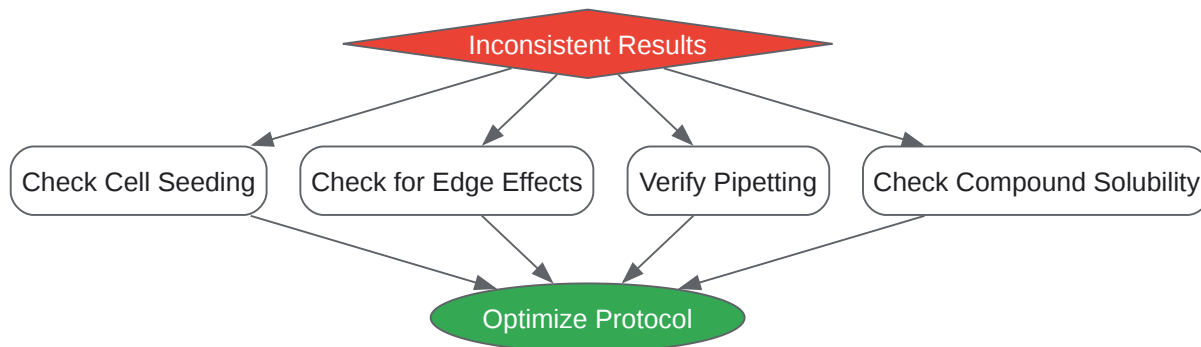 Inconsistent Results
Check Cell Seeding
Check for Edge Effects
Verify Pipetting
Check Compound Solubility
Optimize Protocol